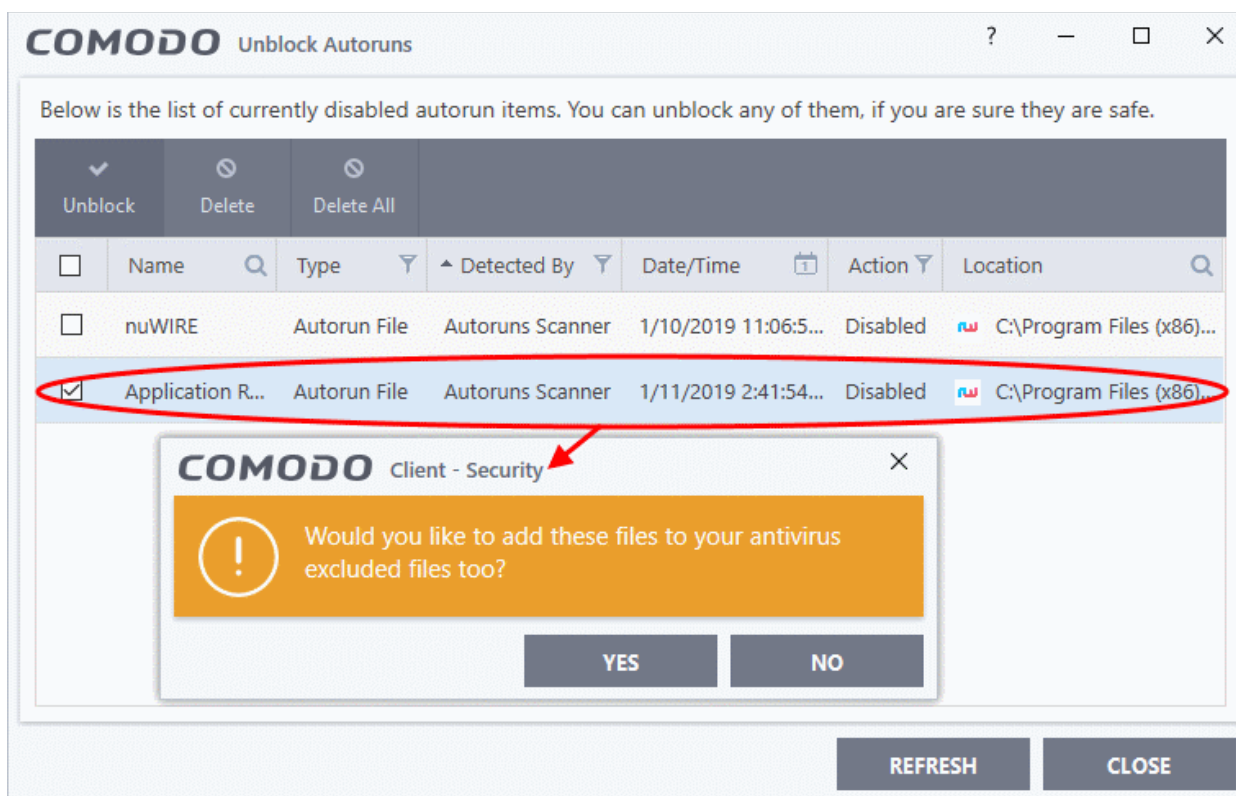 COMODO Unblock Autoruns ?
Below is the list of currently disabled autorun items. You can unblock any of them, if you are sure they are safe.
Unblock Delete Delete All
Name Type Detected By Date/Time 1 Action Location
nuWIRE Autorun File Autoruns Scanner 1/10/2019 11:06:5... Disabled C:\Program Files (x86)...
Application R... Autorun File Autoruns Scanner 1/11/2019 2:41:54... Disabled C:\Program Files (x86)...
COMODO Client - Security
Would you like to add these files to your antivirus
excluded files too?
YES NO
REFRESH CLOSE